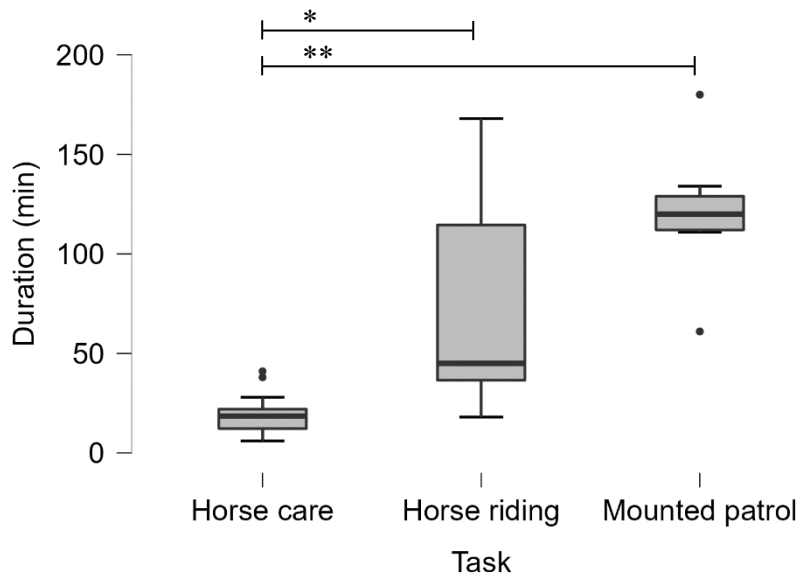 *
**
200
150
100
50
0
Duration (min)
Horse care Horse riding Mounted patrol
Task